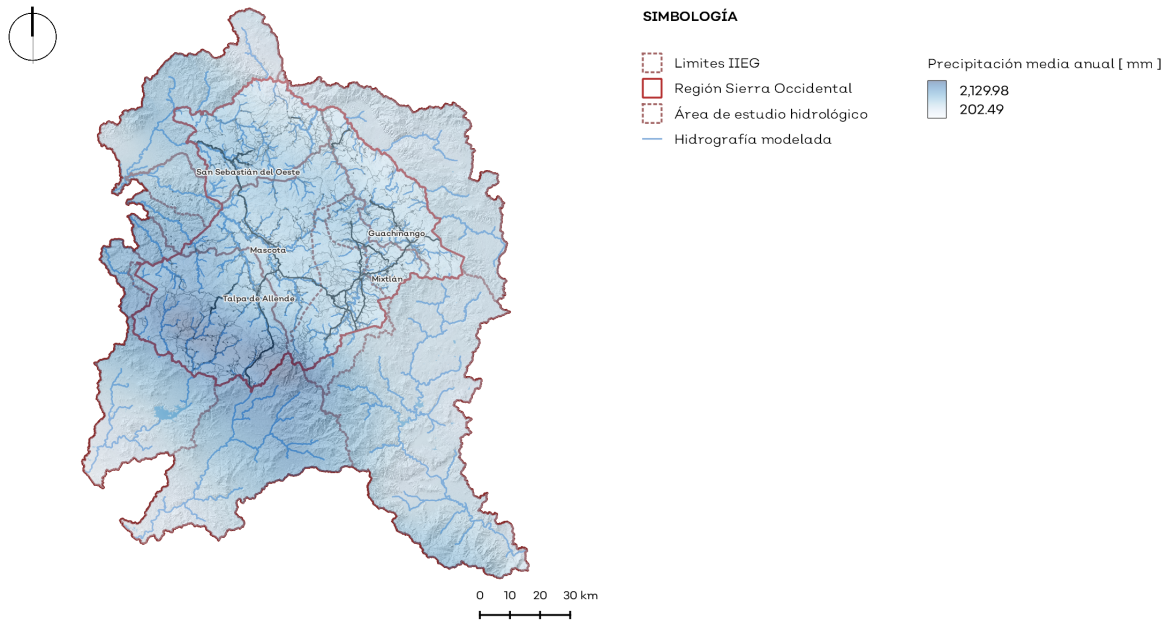 SIMBOLOGÍA
Limites IIEG
Región Sierra Occidental
Área de estudio hidrológico
Hidrografía modelada
Precipitación media anual [ mm ]
2,129.98
202.49
San Sebastián del Oeste
Guachinango
Mascota
Mixtlán
Talpa de Allende
0 10 20 30 km